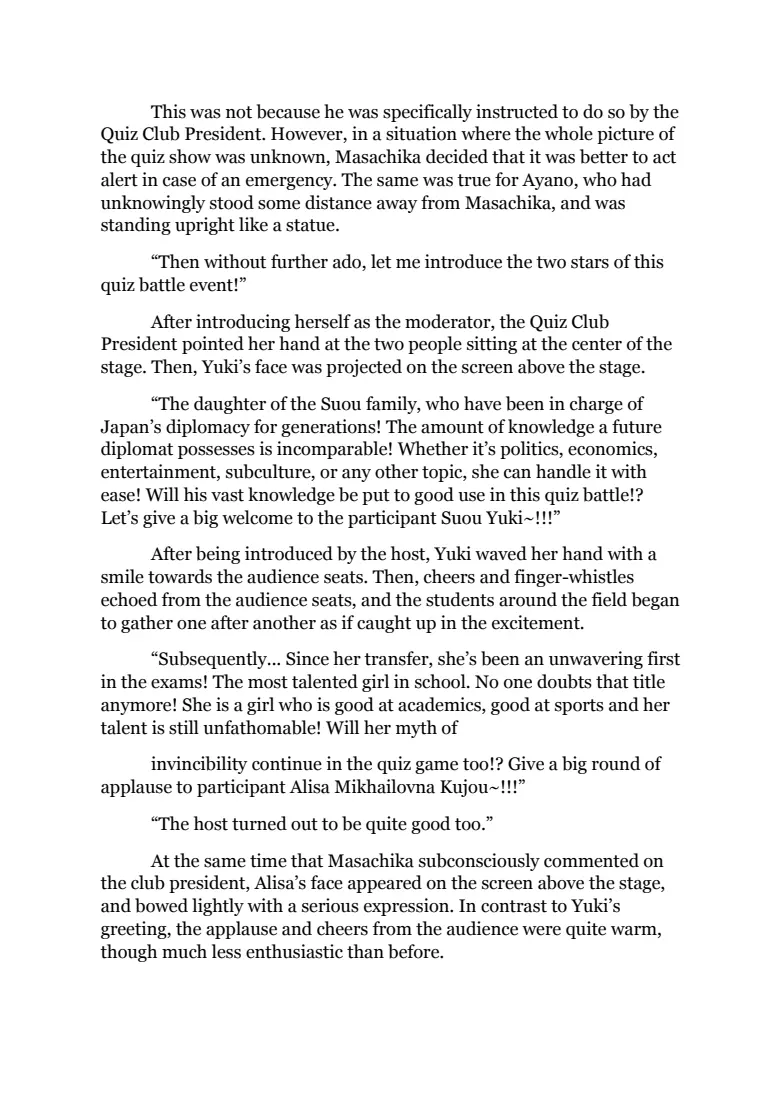 This was not because he was specifically instructed to do so by the
Quiz Club President. However, in a situation where the whole picture of
the quiz show was unknown, Masachika decided that it was better to act
alert in case of an emergency. The same was true for Ayano, who had
unknowingly stood some distance away from Masachika, and was
standing upright like a statue.
“Then without further ado, let me introduce the two stars of this
quiz battle event!”
After introducing herself as the moderator, the Quiz Club
President pointed her hand at the two people sitting at the center of the
stage. Then, Yuki’s face was projected on the screen above the stage.
“The daughter of the Suou family, who have been in charge of
Japan’s diplomacy for generations! The amount of knowledge a future
diplomat possesses is incomparable! Whether it’s politics, economics,
entertainment, subculture, or any other topic, she can handle it with
ease! Will his vast knowledge be put to good use in this quiz battle!?
Let’s give a big welcome to the participant Suou Yuki~!!!”
After being introduced by the host, Yuki waved her hand with a
smile towards the audience seats. Then, cheers and finger-whistles
echoed from the audience seats, and the students around the field began
to gather one after another as if caught up in the excitement.
“Subsequently... Since her transfer, she’s been an unwavering first
in the exams! The most talented girl in school. No one doubts that title
anymore! She is a girl who is good at academics, good at sports and her
talent is still unfathomable! Will her myth of
invincibility continue in the quiz game too!? Give a big round of
applause to participant Alisa Mikhailovna Kujou~!!!”
“The host turned out to be quite good too.”
At the same time that Masachika subconsciously commented on
the club president, Alisa’s face appeared on the screen above the stage,
and bowed lightly with a serious expression. In contrast to Yuki’s
greeting, the applause and cheers from the audience were quite warm,
though much less enthusiastic than before.